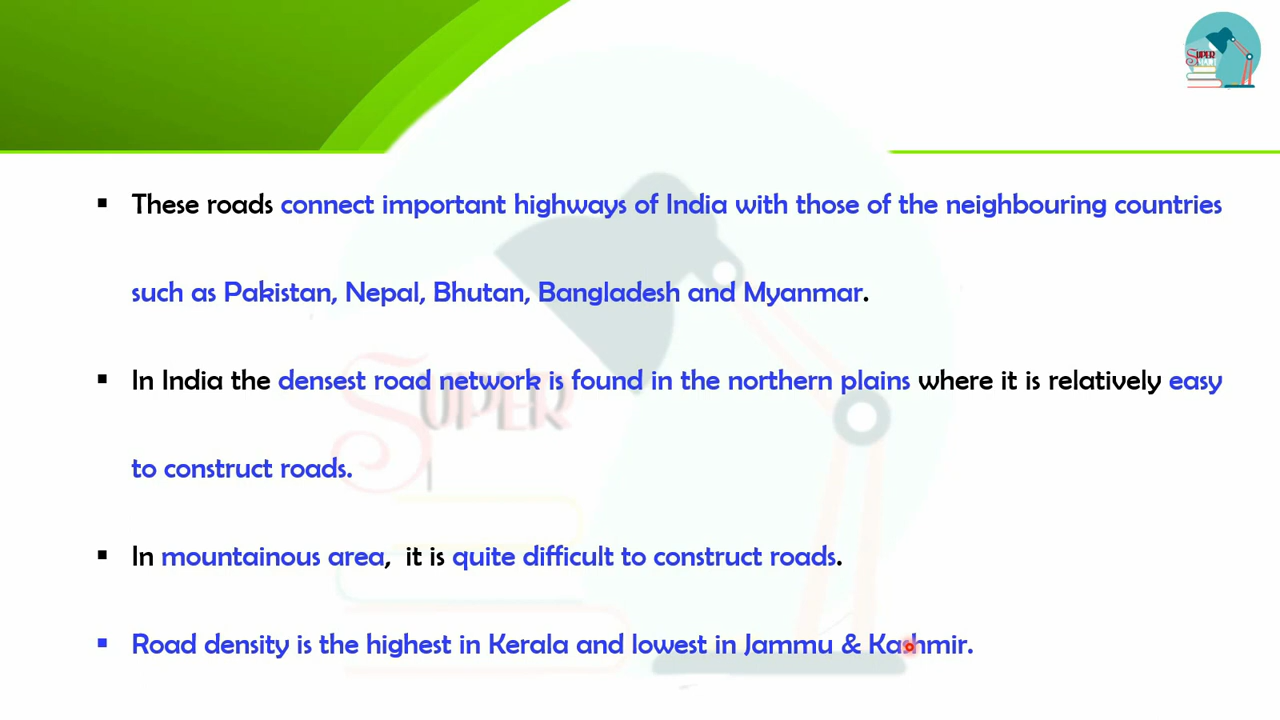 SUPER
▪ These roads connect important highways of India with those of the neighbouring countries
such as Pakistan, Nepal, Bhutan, Bangladesh and Myanmar.
▪ In India the densest road network is found in the northern plains where it is relatively easy
to construct roads.
SUPER
▪ In mountainous area,  it is quite difficult to construct roads.
▪ Road density is the highest in Kerala and lowest in Jammu & Kashmir.